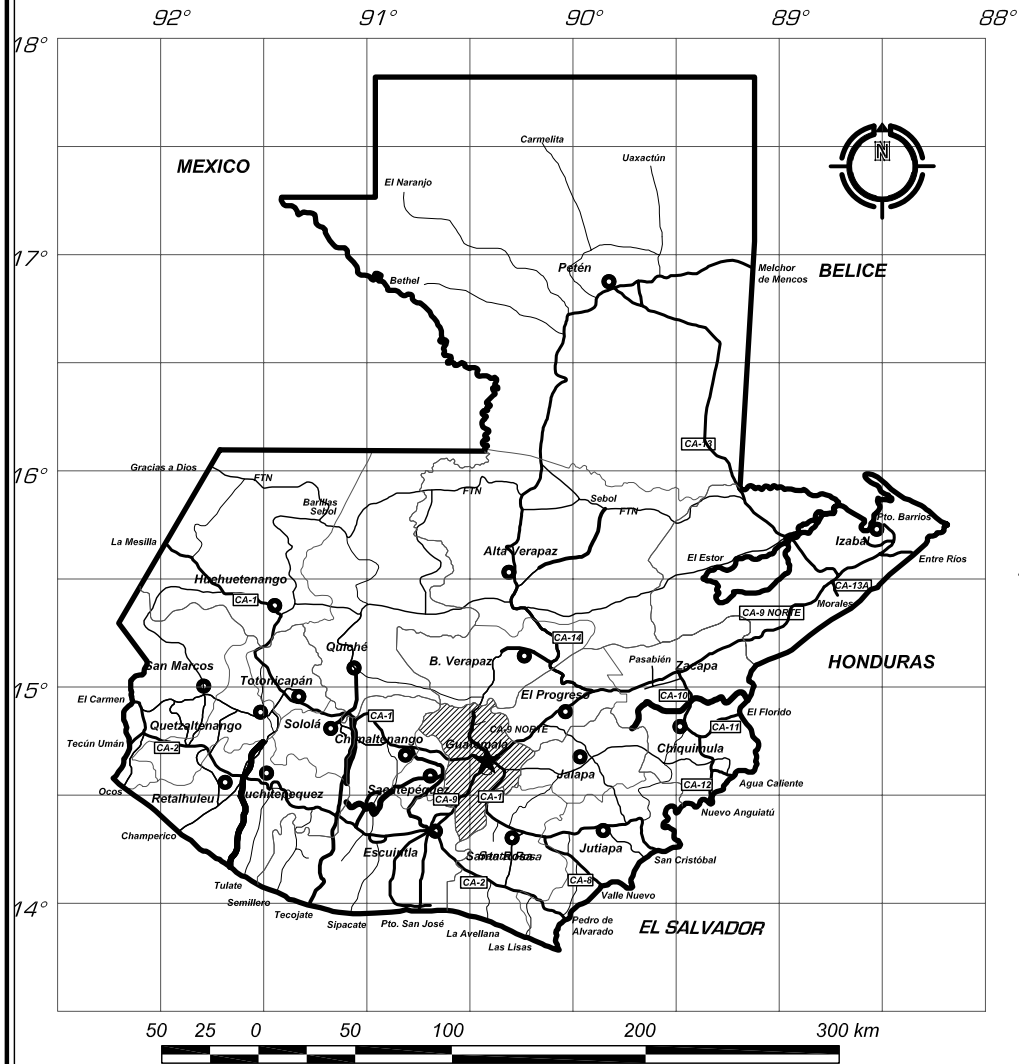 92° 91° 90° 89° 88°
18°
N
Carmelita
Uaxactún
MEXICO
El Naranjo
17°
Petén
Melchor
de Mencos
BELICE
Bethel
CA-13
16°
Gracias a Dios
FTN
FTN
Barillas
Sebol
Sebol
FTN
Pto. Barrios
Izabal
La Mesilla
Alta Verapaz
El Estor
Entre Ríos
Huehuetenango
CA-1
CA-13A
Morales
CA-9 NORTE
CA-14
Quiché
B. Verapaz
Pasabién
Zacapa
HONDURAS
San Marcos
15°
Totonicapán
El Progreso
CA-10
El Carmen
Quetzaltenango
Sololá
CA-1
CA-9 NORTE
El Florido
CA-11
Tecún Umán
CA-2
Chimaltenango
Guatemala
Chiquimula
Jalapa
Agua Caliente
CA-12
Ocos
Retalhuleu
Suchitepequez
Sacatepéquez
CA-9
CA-1
Nuevo Anguiatú
Champerico
Escuintla
Santa Rosa
Santa Rosa
Jutiapa
San Cristóbal
Tulate
CA-2
CA-8
Valle Nuevo
14°
Semillero
Tecojate
Sipacate
Pto. San José
La Avellana
Las Lisas
Pedro de
Alvarado
EL SALVADOR
50 25 0 50 100 200 300 km